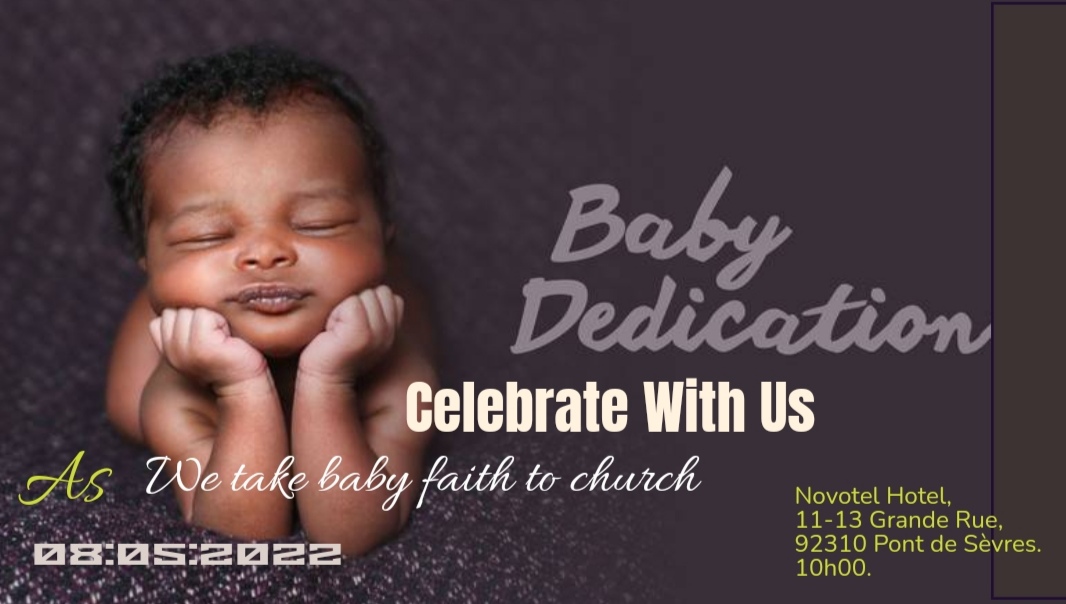 Baby
Dedication
Celebrate With Us
As We take baby faith to church
Novotel Hotel,
11-13 Grande Rue,
92310 Pont de Sèvres.
10h00.
08:05:2022